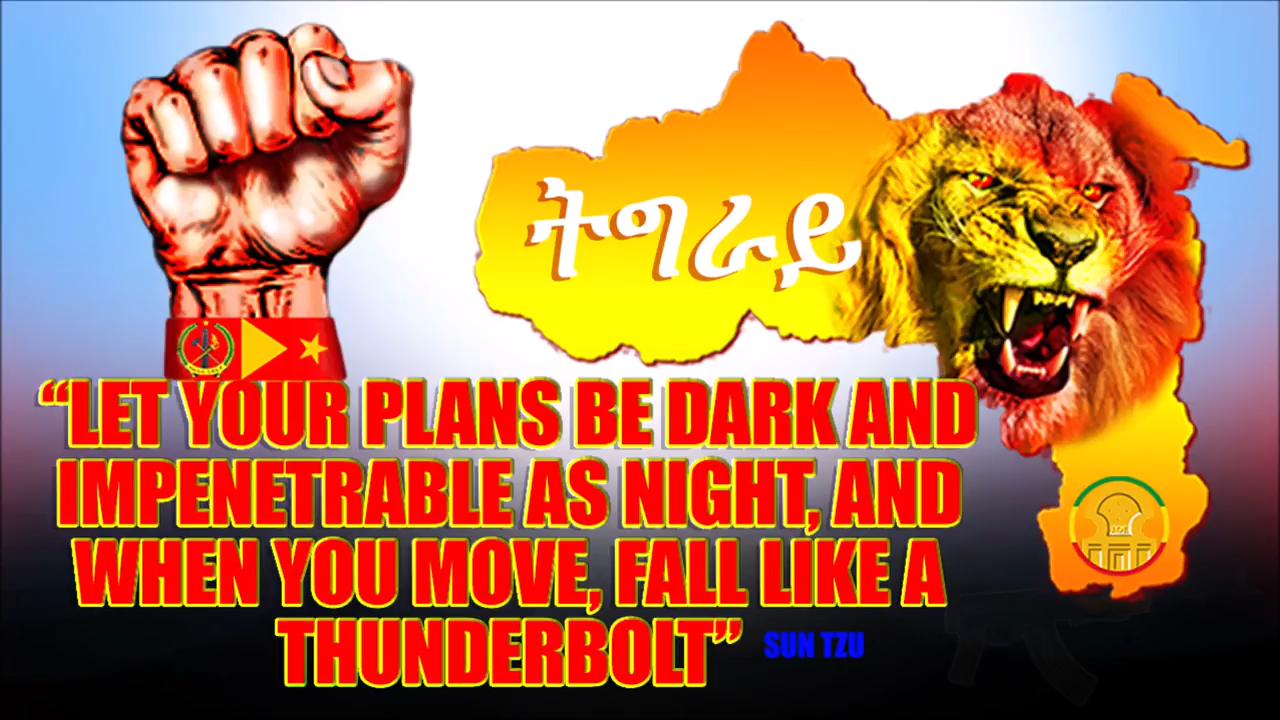 ትግራይ
“LET YOUR PLANS BE DARK AND
IMPENETRABLE AS NIGHT, AND
WHEN YOU MOVE, FALL LIKE A
THUNDERBOLT” SUN TZU